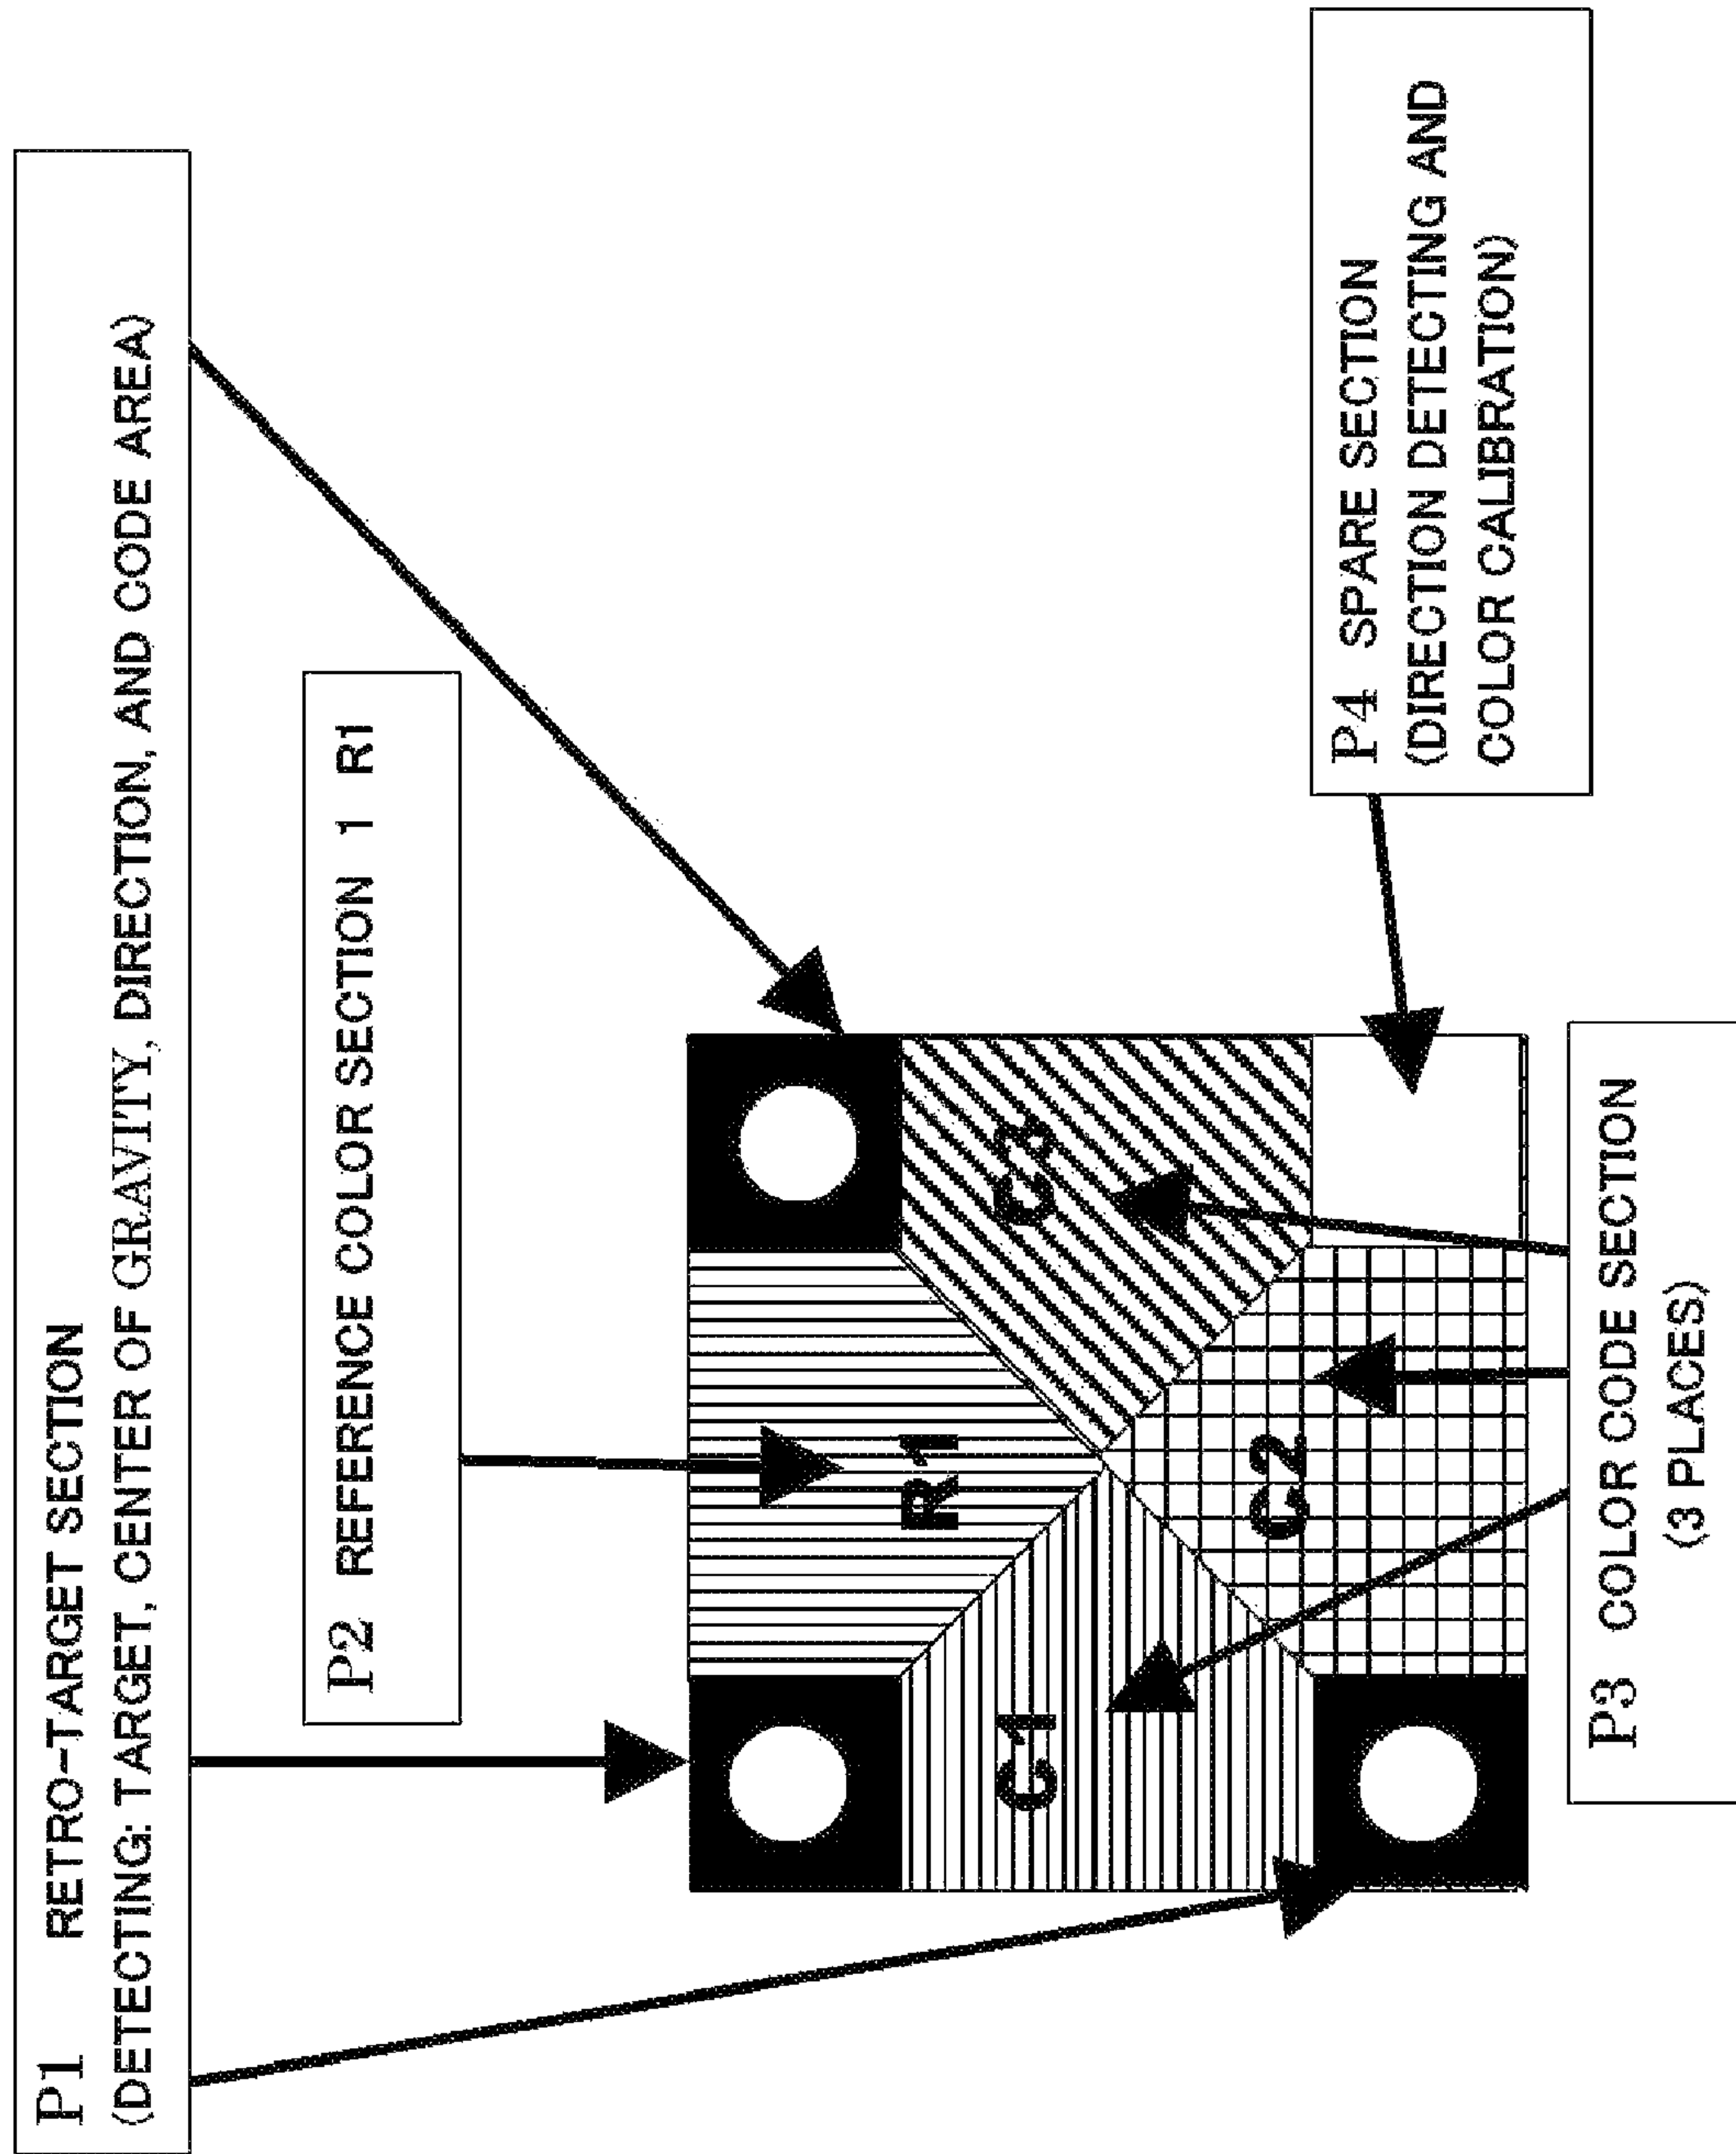 P1 RETRO-TARGET SECTION
(DETECTING: TARGET, CENTER OF GRAVITY, DIRECTION, AND CODE AREA)
P2 REFERENCE COLOR SECTION 1 R1
R1
C1
C3
C2
P4 SPARE SECTION
(DIRECTION DETECTING AND
COLOR CALIBRATION)
P3 COLOR CODE SECTION
(3 PLACES)